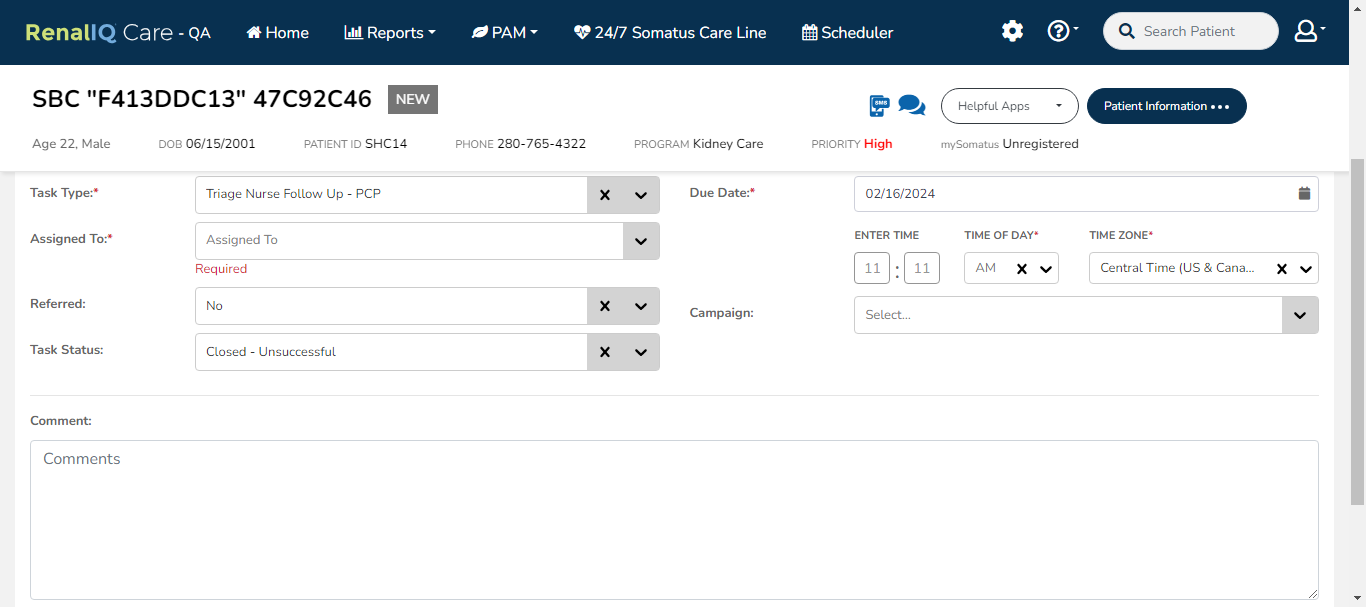 RenalIQ Care - QA Home Reports PAM 24/7 Somatus Care Line Scheduler Search Patient
SBC "F413DDC13" 47C92C46 NEW SMS Helpful Apps Patient Information
Age 22, Male DOB 06/15/2001 PATIENT ID SHC14 PHONE 280-765-4322 PROGRAM Kidney Care PRIORITY High mySomatus Unregistered
Task Type:* Triage Nurse Follow Up - PCP Due Date:* 02/16/2024
Assigned To:* Assigned To ENTER TIME TIME OF DAY* TIME ZONE*
Required 11 : 11 AM Central Time (US & Cana...
Referred: No Campaign: Select...
Task Status: Closed - Unsuccessful
Comment:
Comments